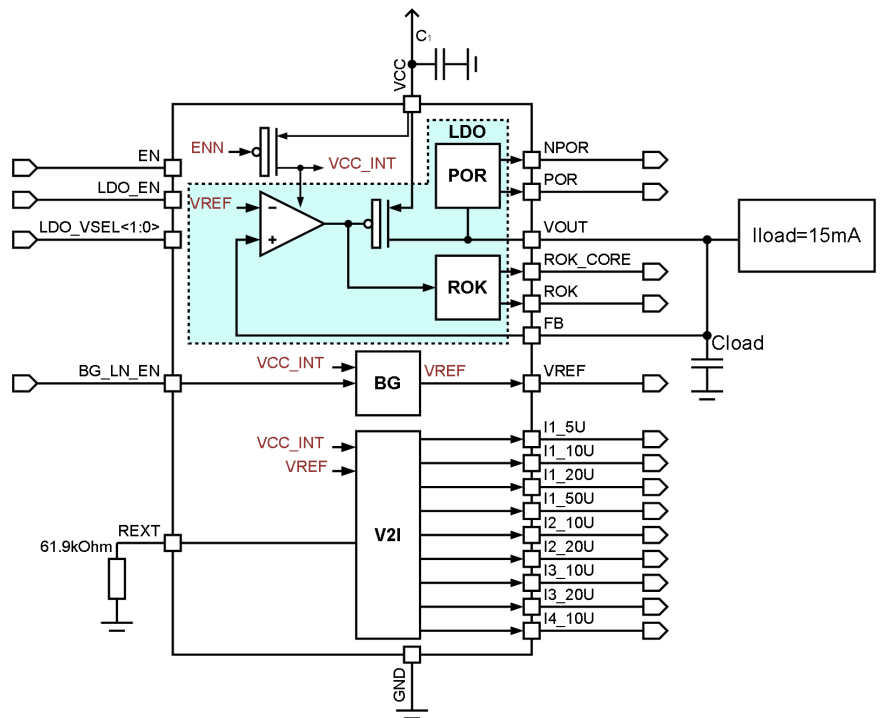 C1
VCC
LDO
ENN
VCC_INT
EN
LDO_EN
LDO_VSEL<1:0>
VREF
POR
NPOR
POR
VOUT
Iload=15mA
ROK_CORE
ROK
ROK
FB
Cload
VCC_INT
BG_LN_EN
BG
VREF
VREF
VCC_INT
VREF
V2I
I1_5U
I1_10U
I1_20U
I1_50U
I2_10U
I2_20U
I3_10U
I3_20U
I4_10U
REXT
61.9kOhm
GND